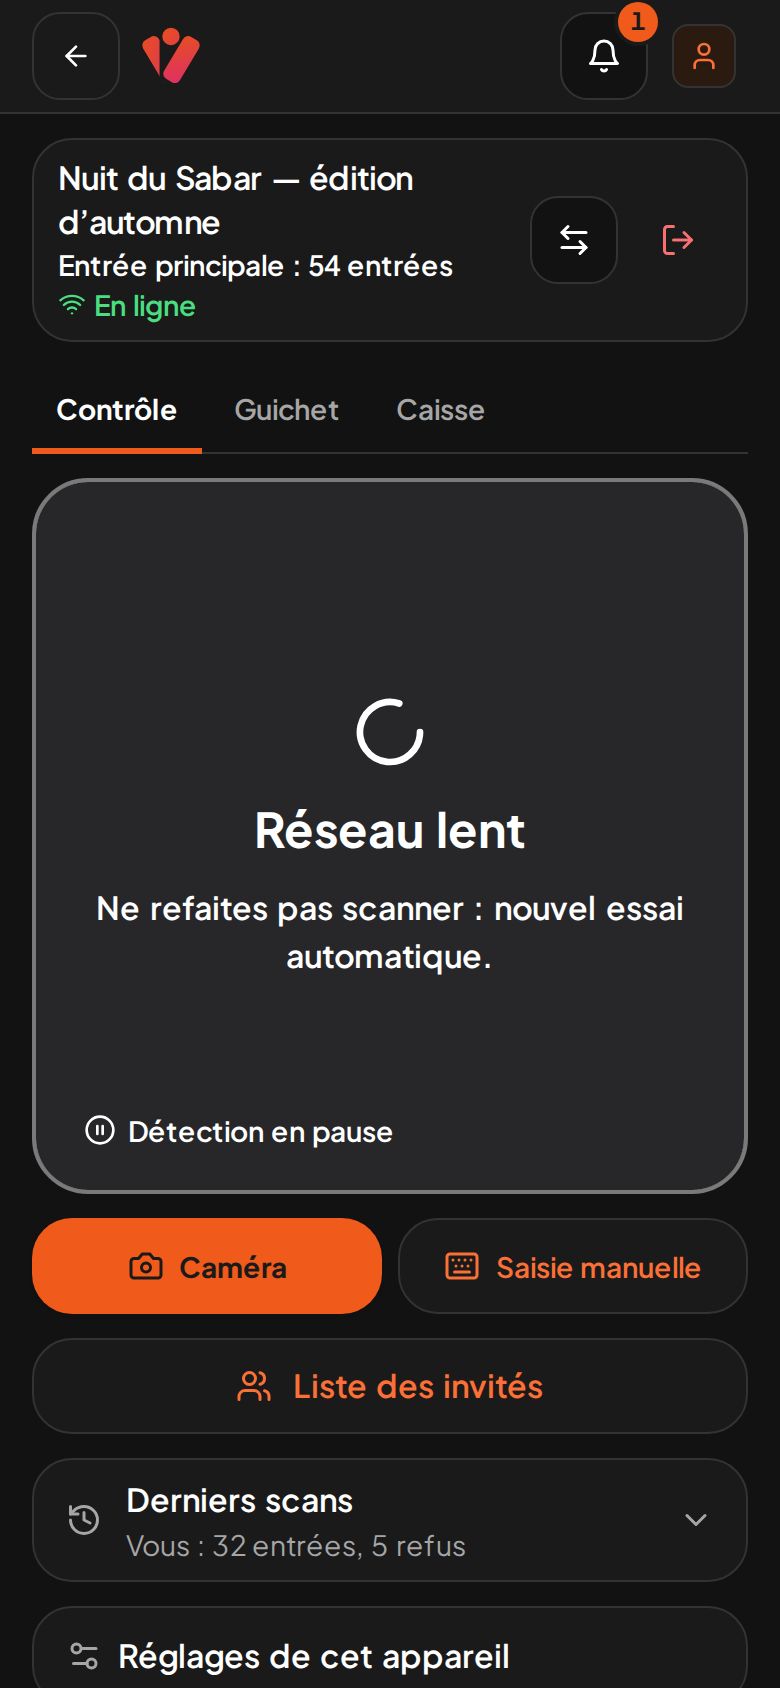 1
Nuit du Sabar — édition
d’automne
Entrée principale : 54 entrées
En ligne
Contrôle
Guichet
Caisse
Réseau lent
Ne refaites pas scanner : nouvel essai
automatique.
Détection en pause
Caméra
Saisie manuelle
Liste des invités
Derniers scans
Vous : 32 entrées, 5 refus
Réglages de cet appareil